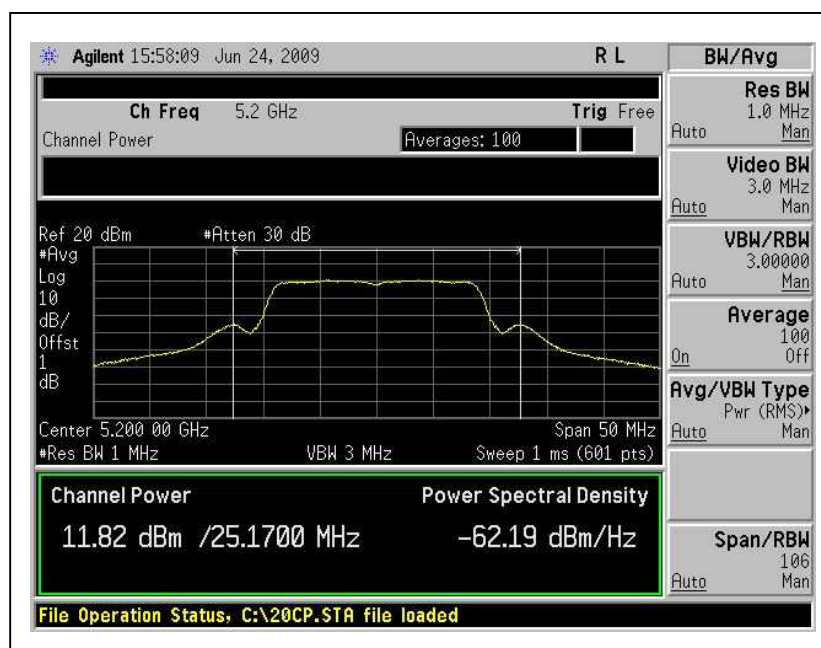 Agilent 15:58:09 Jun 24, 2009 R L
BW/Avg
Ch Freq 5.2 GHz Trig Free
Channel Power Averages: 100
Res BW
1.0 MHz
Auto Man
Video BW
3.0 MHz
Auto Man
VBW/RBW
3.00000
Auto Man
Average
100
On Off
Avg/VBW Type
Pwr (RMS)
Auto Man
Span/RBW
106
Auto Man
Ref 20 dBm #Atten 30 dB
#Avg
Log
10
dB/
Offst
1
dB
Center 5.200 00 GHz Span 50 MHz
#Res BW 1 MHz VBW 3 MHz Sweep 1 ms (601 pts)
Channel Power Power Spectral Density
11.82 dBm /25.1700 MHz -62.19 dBm/Hz
File Operation Status, C:\20CP.STA file loaded